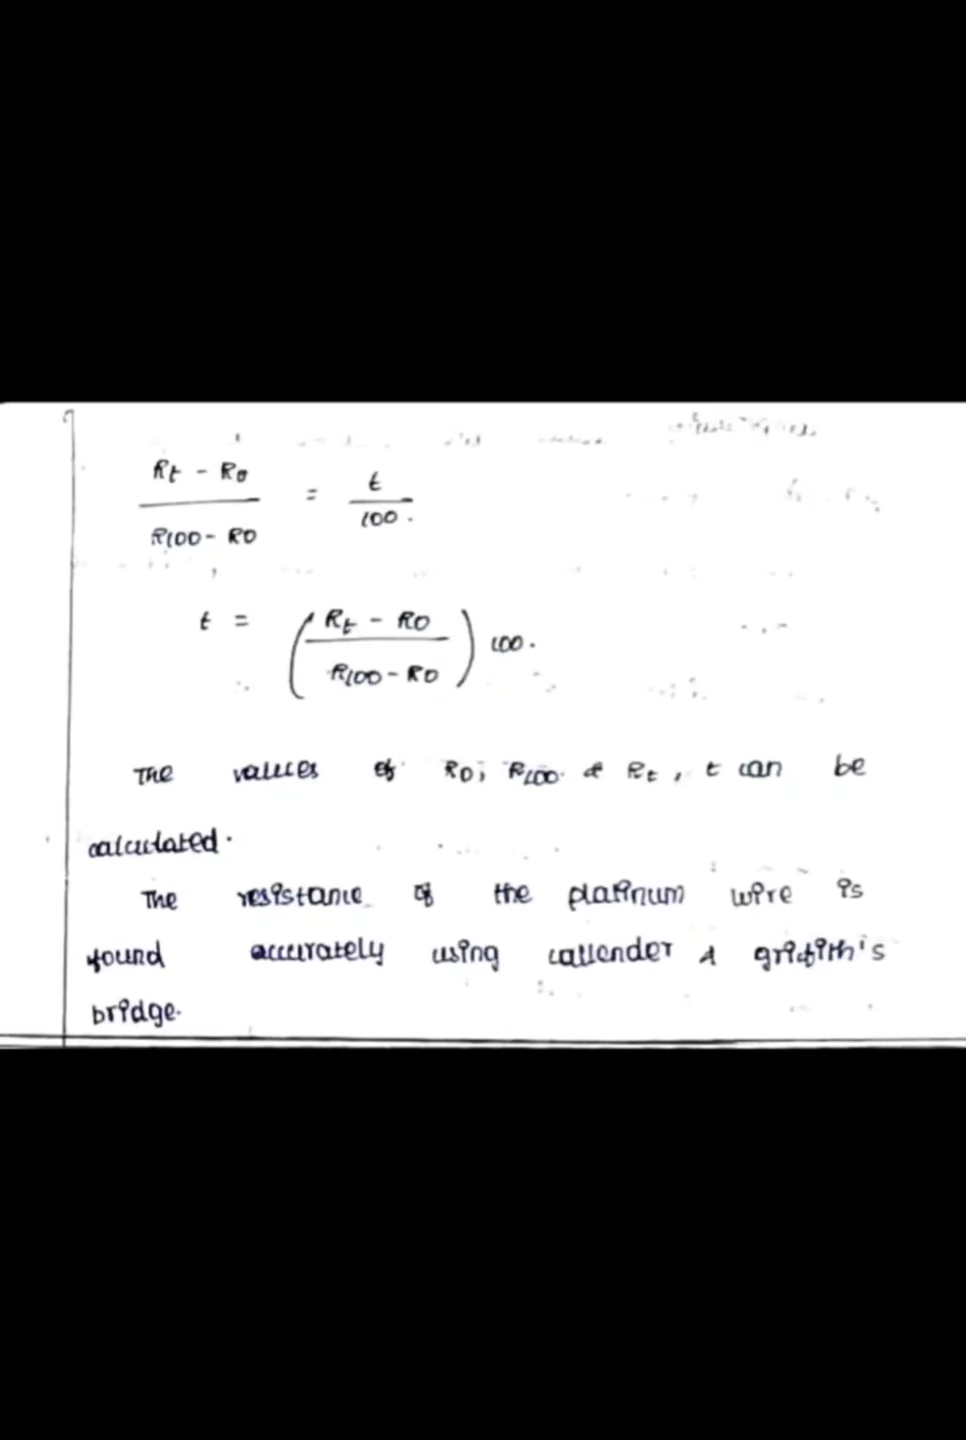 Rt - R0 / R100 - R0 = t / 100.
t = (Rt - R0 / R100 - R0) 100.
The values of R0, R100 & Rt, t can be
calculated.
The resistance of the platinum wire is
found accurately using callender & griffith's
bridge.